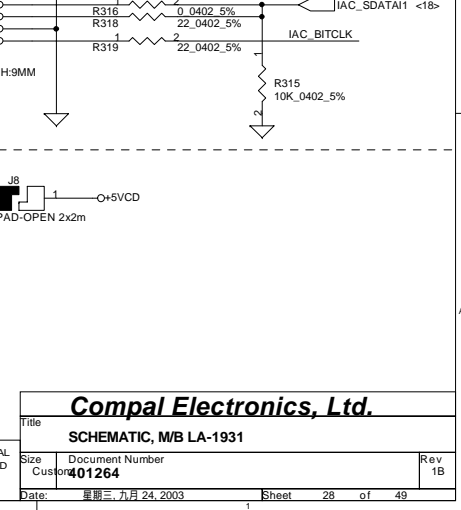 1 2 IAC_SDATAI1 <18>
R316 0_0402_5%
R318 22_0402_5%
1 2 IAC_BITCLK
R319 22_0402_5%
1
H:9MM
R315
10K_0402_5%
2
J8
1 +5VCD
PAD-OPEN 2x2m
Compal Electronics, Ltd.
Title
SCHEMATIC, M/B LA-1931
Size Document Number Rev
Custom 401264 1B
Date: 星期三, 九月 24, 2003 Sheet 28 of 49
1